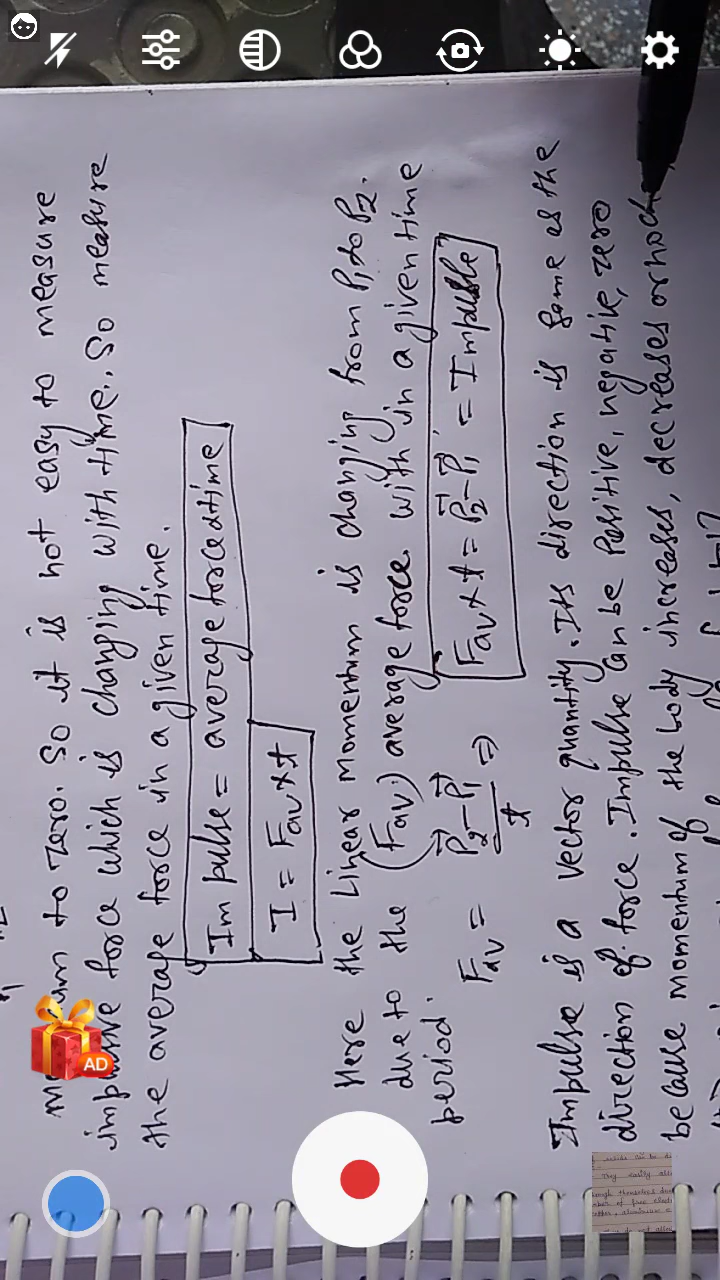 to zero. So it is not easy to measure
impulsive force which is changing with time. So measure
the average force in a given time.
Impulse = average force × time
I = Fav × t
Here the Linear momentum is changing from P1 to P2.
due to the (Fav) average force with in a given time
period.
Fav = P2 - P1 / t ⇒ Fav × t = P2 - P1 = Impulse
Impulse is a vector quantity. Its direction is same as the
direction of force. Impulse can be Positive, negative, zero
because momentum of the body increases, decreases or
AD